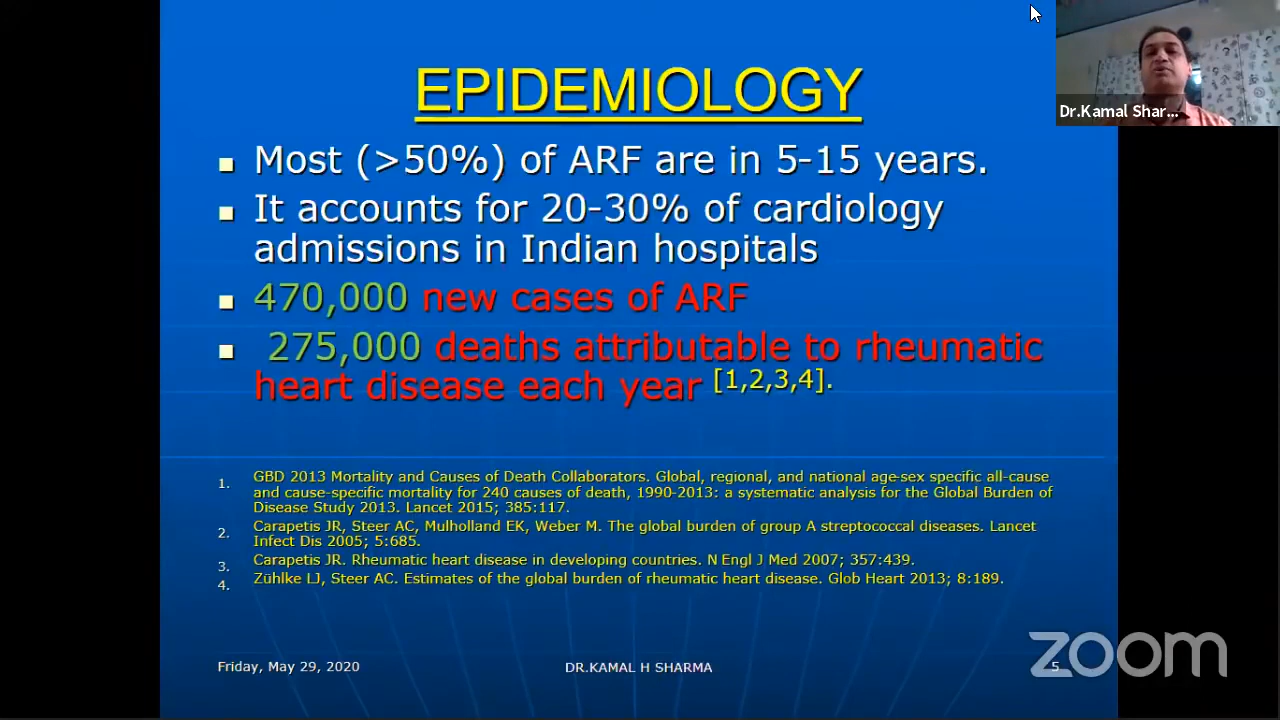 EPIDEMIOLOGY
Dr.Kamal Shar...
Most (>50%) of ARF are in 5-15 years.
It accounts for 20-30% of cardiology
admissions in Indian hospitals
470,000 new cases of ARF
275,000 deaths attributable to rheumatic
heart disease each year [1,2,3,4].
1. GBD 2013 Mortality and Causes of Death Collaborators. Global, regional, and national age-sex specific all-cause
and cause-specific mortality for 240 causes of death, 1990-2013: a systematic analysis for the Global Burden of
Disease Study 2013. Lancet 2015; 385:117.
2. Carapetis JR, Steer AC, Mulholland EK, Weber M. The global burden of group A streptococcal diseases. Lancet
Infect Dis 2005; 5:685.
3. Carapetis JR. Rheumatic heart disease in developing countries. N Engl J Med 2007; 357:439.
4. Zühlke LJ, Steer AC. Estimates of the global burden of rheumatic heart disease. Glob Heart 2013; 8:189.
Friday, May 29, 2020
DR.KAMAL H SHARMA
5
zoom